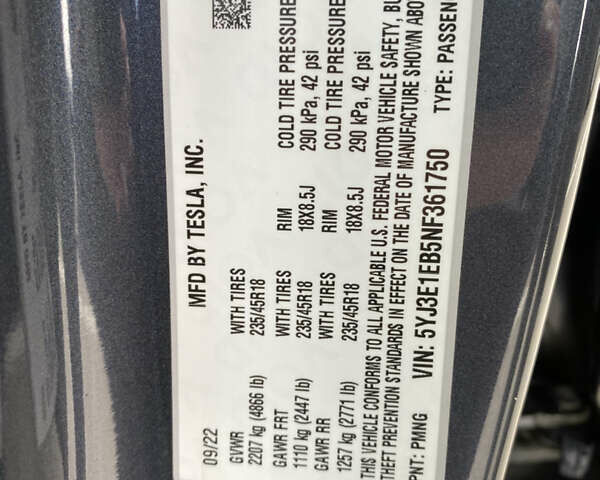 MFD BY TESLA, INC.
09/22
GVWR
2207 kg (4866 lb)
GAWR FRT WITH TIRES RIM COLD TIRE PRESSURE
1110 kg (2447 lb) 235/45R18 18X8.5J 290 kPa, 42 psi
GAWR RR WITH TIRES RIM COLD TIRE PRESSURE
1257 kg (2771 lb) 235/45R18 18X8.5J 290 kPa, 42 psi
THIS VEHICLE CONFORMS TO ALL APPLICABLE U.S. FEDERAL MOTOR VEHICLE SAFETY, BU
THEFT PREVENTION STANDARDS IN EFFECT ON THE DATE OF MANUFACTURE SHOWN ABO
PNT: PMNG VIN: 5YJ3E1EB5NF361750 TYPE: PASSEN